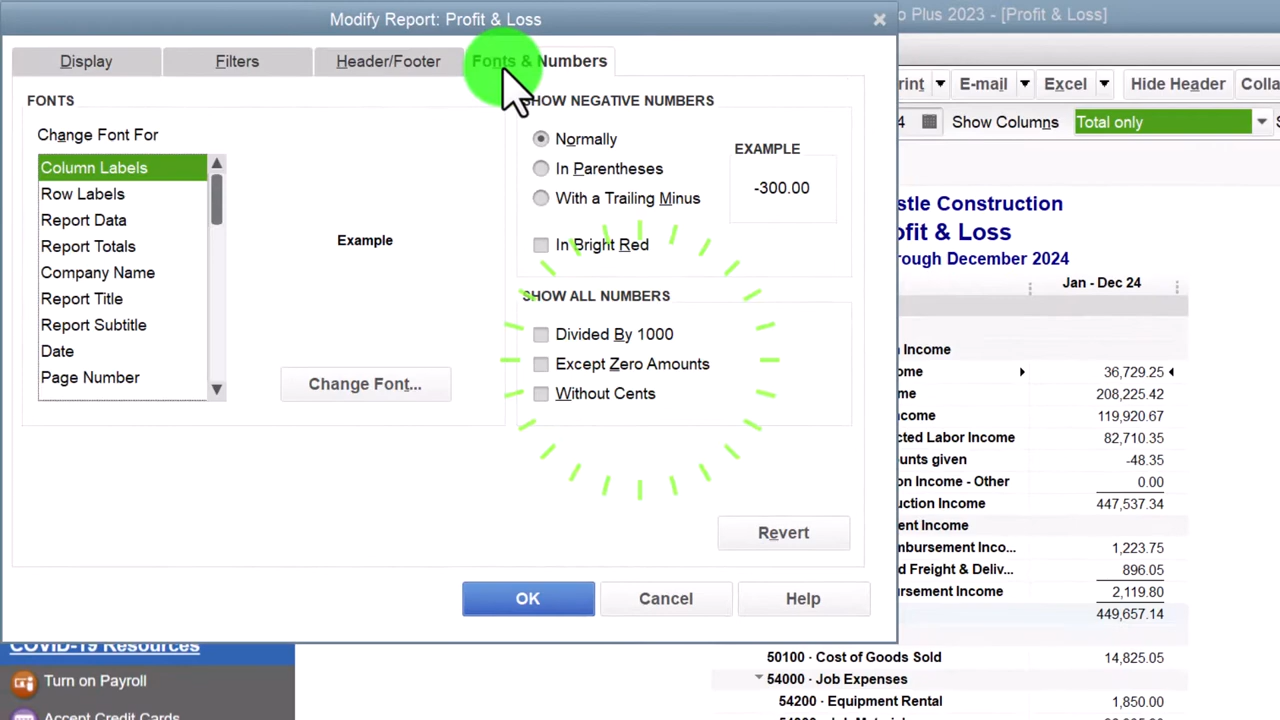 Modify Report: Profit & Loss
o Plus 2023 - [Profit & Loss]
Display
Filters
Header/Footer
Fonts & Numbers
rint
E-mail
Excel
Hide Header
Colla
4
Show Columns
Total only
FONTS
Change Font For
Column Labels
Row Labels
Report Data
Report Totals
Company Name
Report Title
Report Subtitle
Date
Page Number
Example
Change Font...
SHOW NEGATIVE NUMBERS
Normally
In Parentheses
With a Trailing Minus
In Bright Red
EXAMPLE
-300.00
SHOW ALL NUMBERS
Divided By 1000
Except Zero Amounts
Without Cents
Revert
OK
Cancel
Help
stle Construction
ofit & Loss
rough December 2024
Jan - Dec 24
n Income
ome 36,729.25
me 208,225.42
come 119,920.67
cted Labor Income 82,710.35
unts given -48.35
on Income - Other 0.00
uction Income 447,537.34
ent Income
mbursement Inco... 1,223.75
d Freight & Deliv... 896.05
ursement Income 2,119.80
449,657.14
50100 · Cost of Goods Sold 14,825.05
54000 · Job Expenses
54200 · Equipment Rental 1,850.00
COVID-19 Resources
Turn on Payroll
Accept Credit Cards